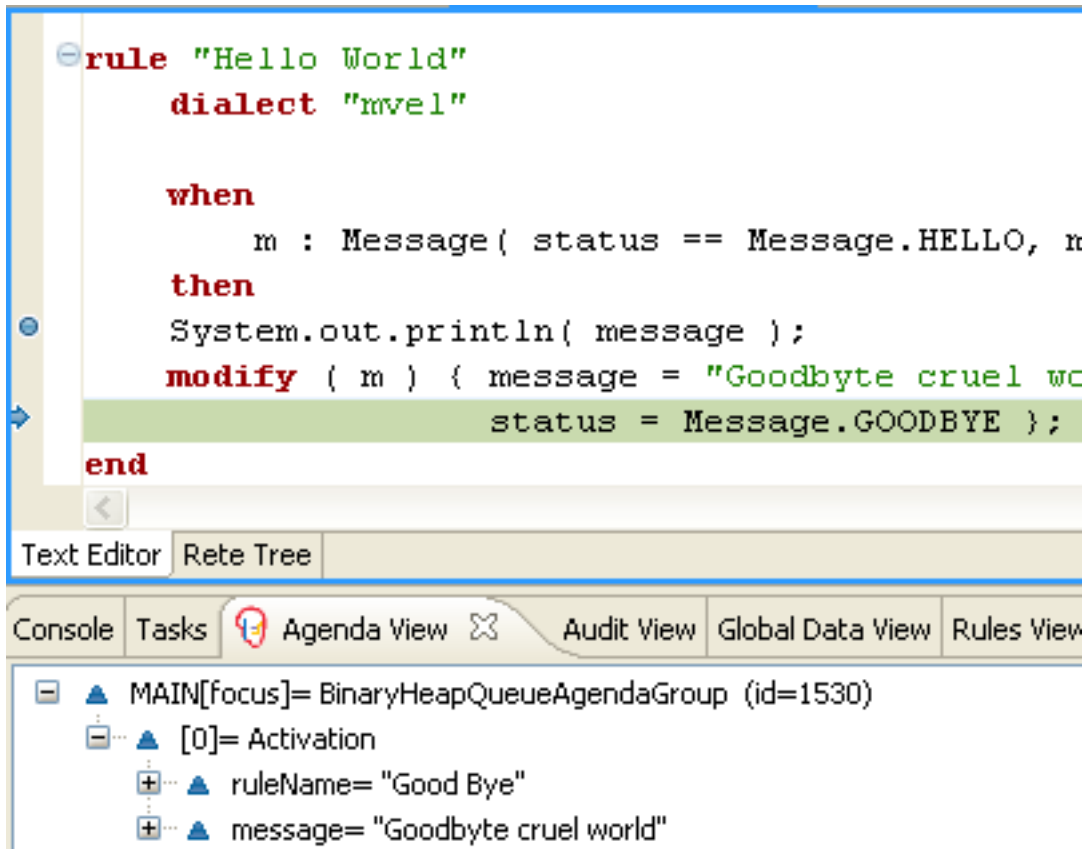 rule "Hello World"
dialect "mvel"
when
m : Message( status == Message.HELLO, m
then
System.out.println( message );
modify ( m ) { message = "Goodbyte cruel wo
status = Message.GOODBYE };
end
Text Editor Rete Tree
Console Tasks Agenda View Audit View Global Data View Rules View
MAIN[focus]= BinaryHeapQueueAgendaGroup (id=1530)
[0]= Activation
ruleName= "Good Bye"
message= "Goodbyte cruel world"